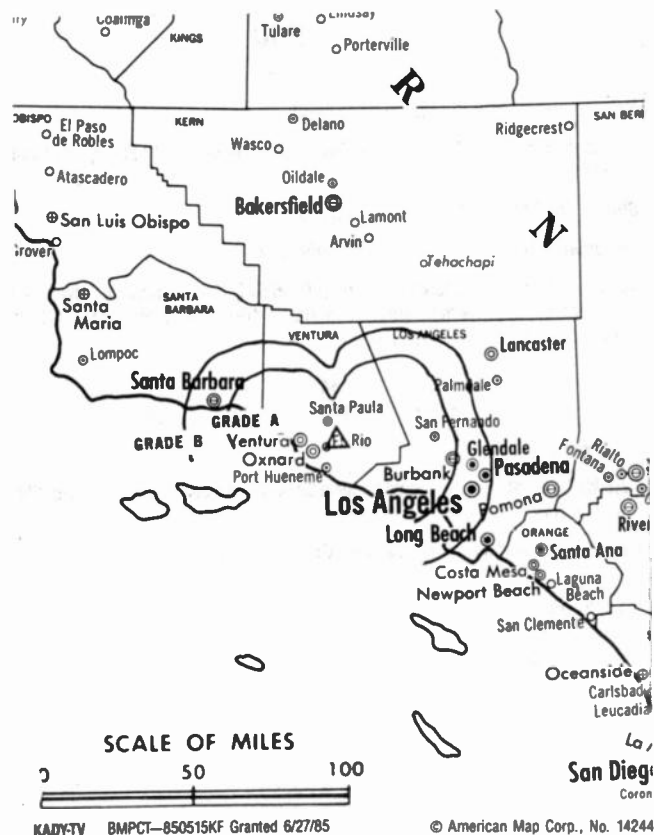 Coalinga
KINGS
Tulare
Lindsay
Porterville
R
OBISPO
KERN
SAN BERI
El Paso
de Robles
Delano
Wasco
Ridgecrest
Atascadero
Oildale
Bakersfield
San Luis Obispo
Lamont
Arvin
N
Grover
Tehachapi
Santa
Maria
SANTA
BARBARA
VENTURA
LOS ANGELES
Lancaster
Lompoc
Palmdale
Santa Barbara
GRADE A
Santa Paula
San Fernando
GRADE B
Ventura
Rio
Glendale
Rialto
Fontana
Oxnard
Port Hueneme
Burbank
Pasadena
Los Angeles
Pomona
River
Long Beach
ORANGE
Santa Ana
Costa Mesa
Newport Beach
Laguna
Beach
San Clemente
Oceanside
Carlsbad
Leucadia
SCALE OF MILES
La
0 50 100
San Dieg
Coron
KADY-TV BMPCT—850515KF Granted 6/27/85
© American Map Corp., No. 14244